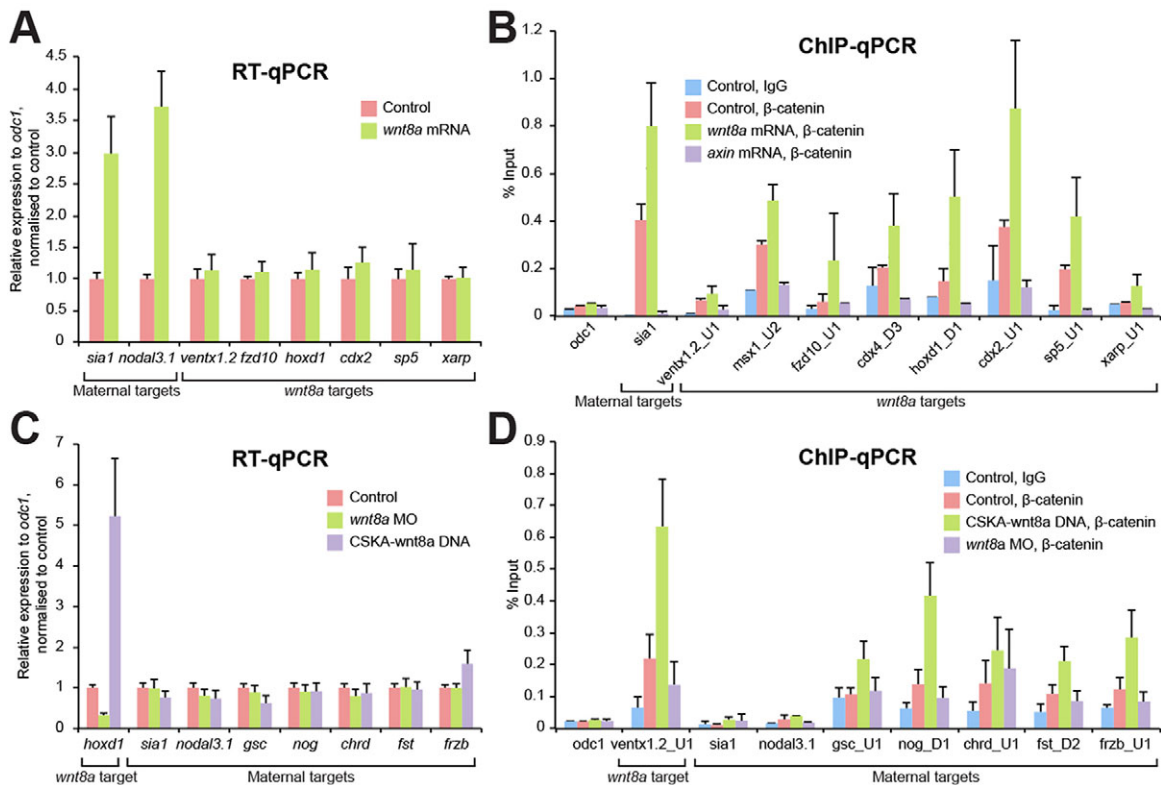 A
RT-qPCR
Relative expression to odc1,
normalised to control
4.5
4.0
3.5
3.0
2.5
2.0
1.5
1.0
0.5
0
Control
wnt8a mRNA
sia1 nodal3.1 ventx1.2 fzd10 hoxd1 cdx2 sp5 xarp
Maternal targets wnt8a targets
B
ChIP-qPCR
% Input
1.2
1.0
0.8
0.6
0.4
0.2
0
Control, IgG
Control, β-catenin
wnt8a mRNA, β-catenin
axin mRNA, β-catenin
odc1 sia1 ventx1.2_U1 msx1_U2 fzd10_U1 cdx4_D3 hoxd1_D1 cdx2_U1 sp5_U1 xarp_U1
Maternal targets wnt8a targets
C
RT-qPCR
Relative expression to odc1,
normalised to control
7
6
5
4
3
2
1
0
Control
wnt8a MO
CSKA-wnt8a DNA
hoxd1 sia1 nodal3.1 gsc nog chrd fst frzb
wnt8a target Maternal targets
D
ChIP-qPCR
% Input
0.9
0.8
0.7
0.6
0.5
0.4
0.3
0.2
0.1
0
Control, IgG
Control, β-catenin
CSKA-wnt8a DNA, β-catenin
wnt8a MO, β-catenin
odc1 ventx1.2_U1 sia1 nodal3.1 gsc_U1 nog_D1 chrd_U1 fst_D2 frzb_U1
wnt8a target Maternal targets